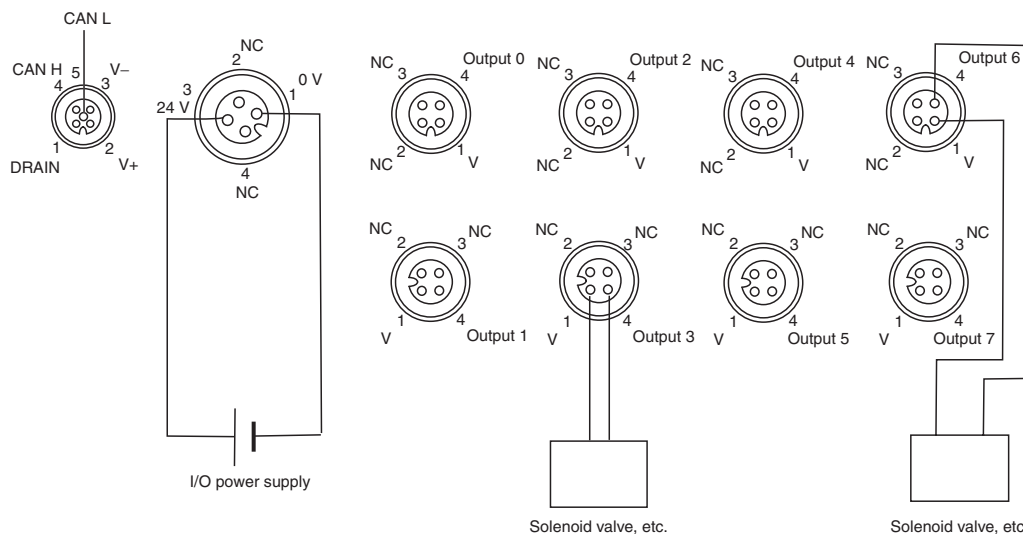 CAN L
CAN H 5 V–
4 3
1 2
DRAIN V+
NC
2
3 0 V
24 V 1
4
NC
I/O power supply
NC Output 0
3 4
2 1
NC V
NC Output 2
3 4
2 1
NC V
NC Output 4
3 4
2 1
NC V
NC Output 6
3 4
2 1
NC V
NC NC
2 3
1 4
V Output 1
NC NC
2 3
1 4
V Output 3
NC NC
2 3
1 4
V Output 5
NC NC
2 3
1 4
V Output 7
Solenoid valve, etc.
Solenoid valve, etc